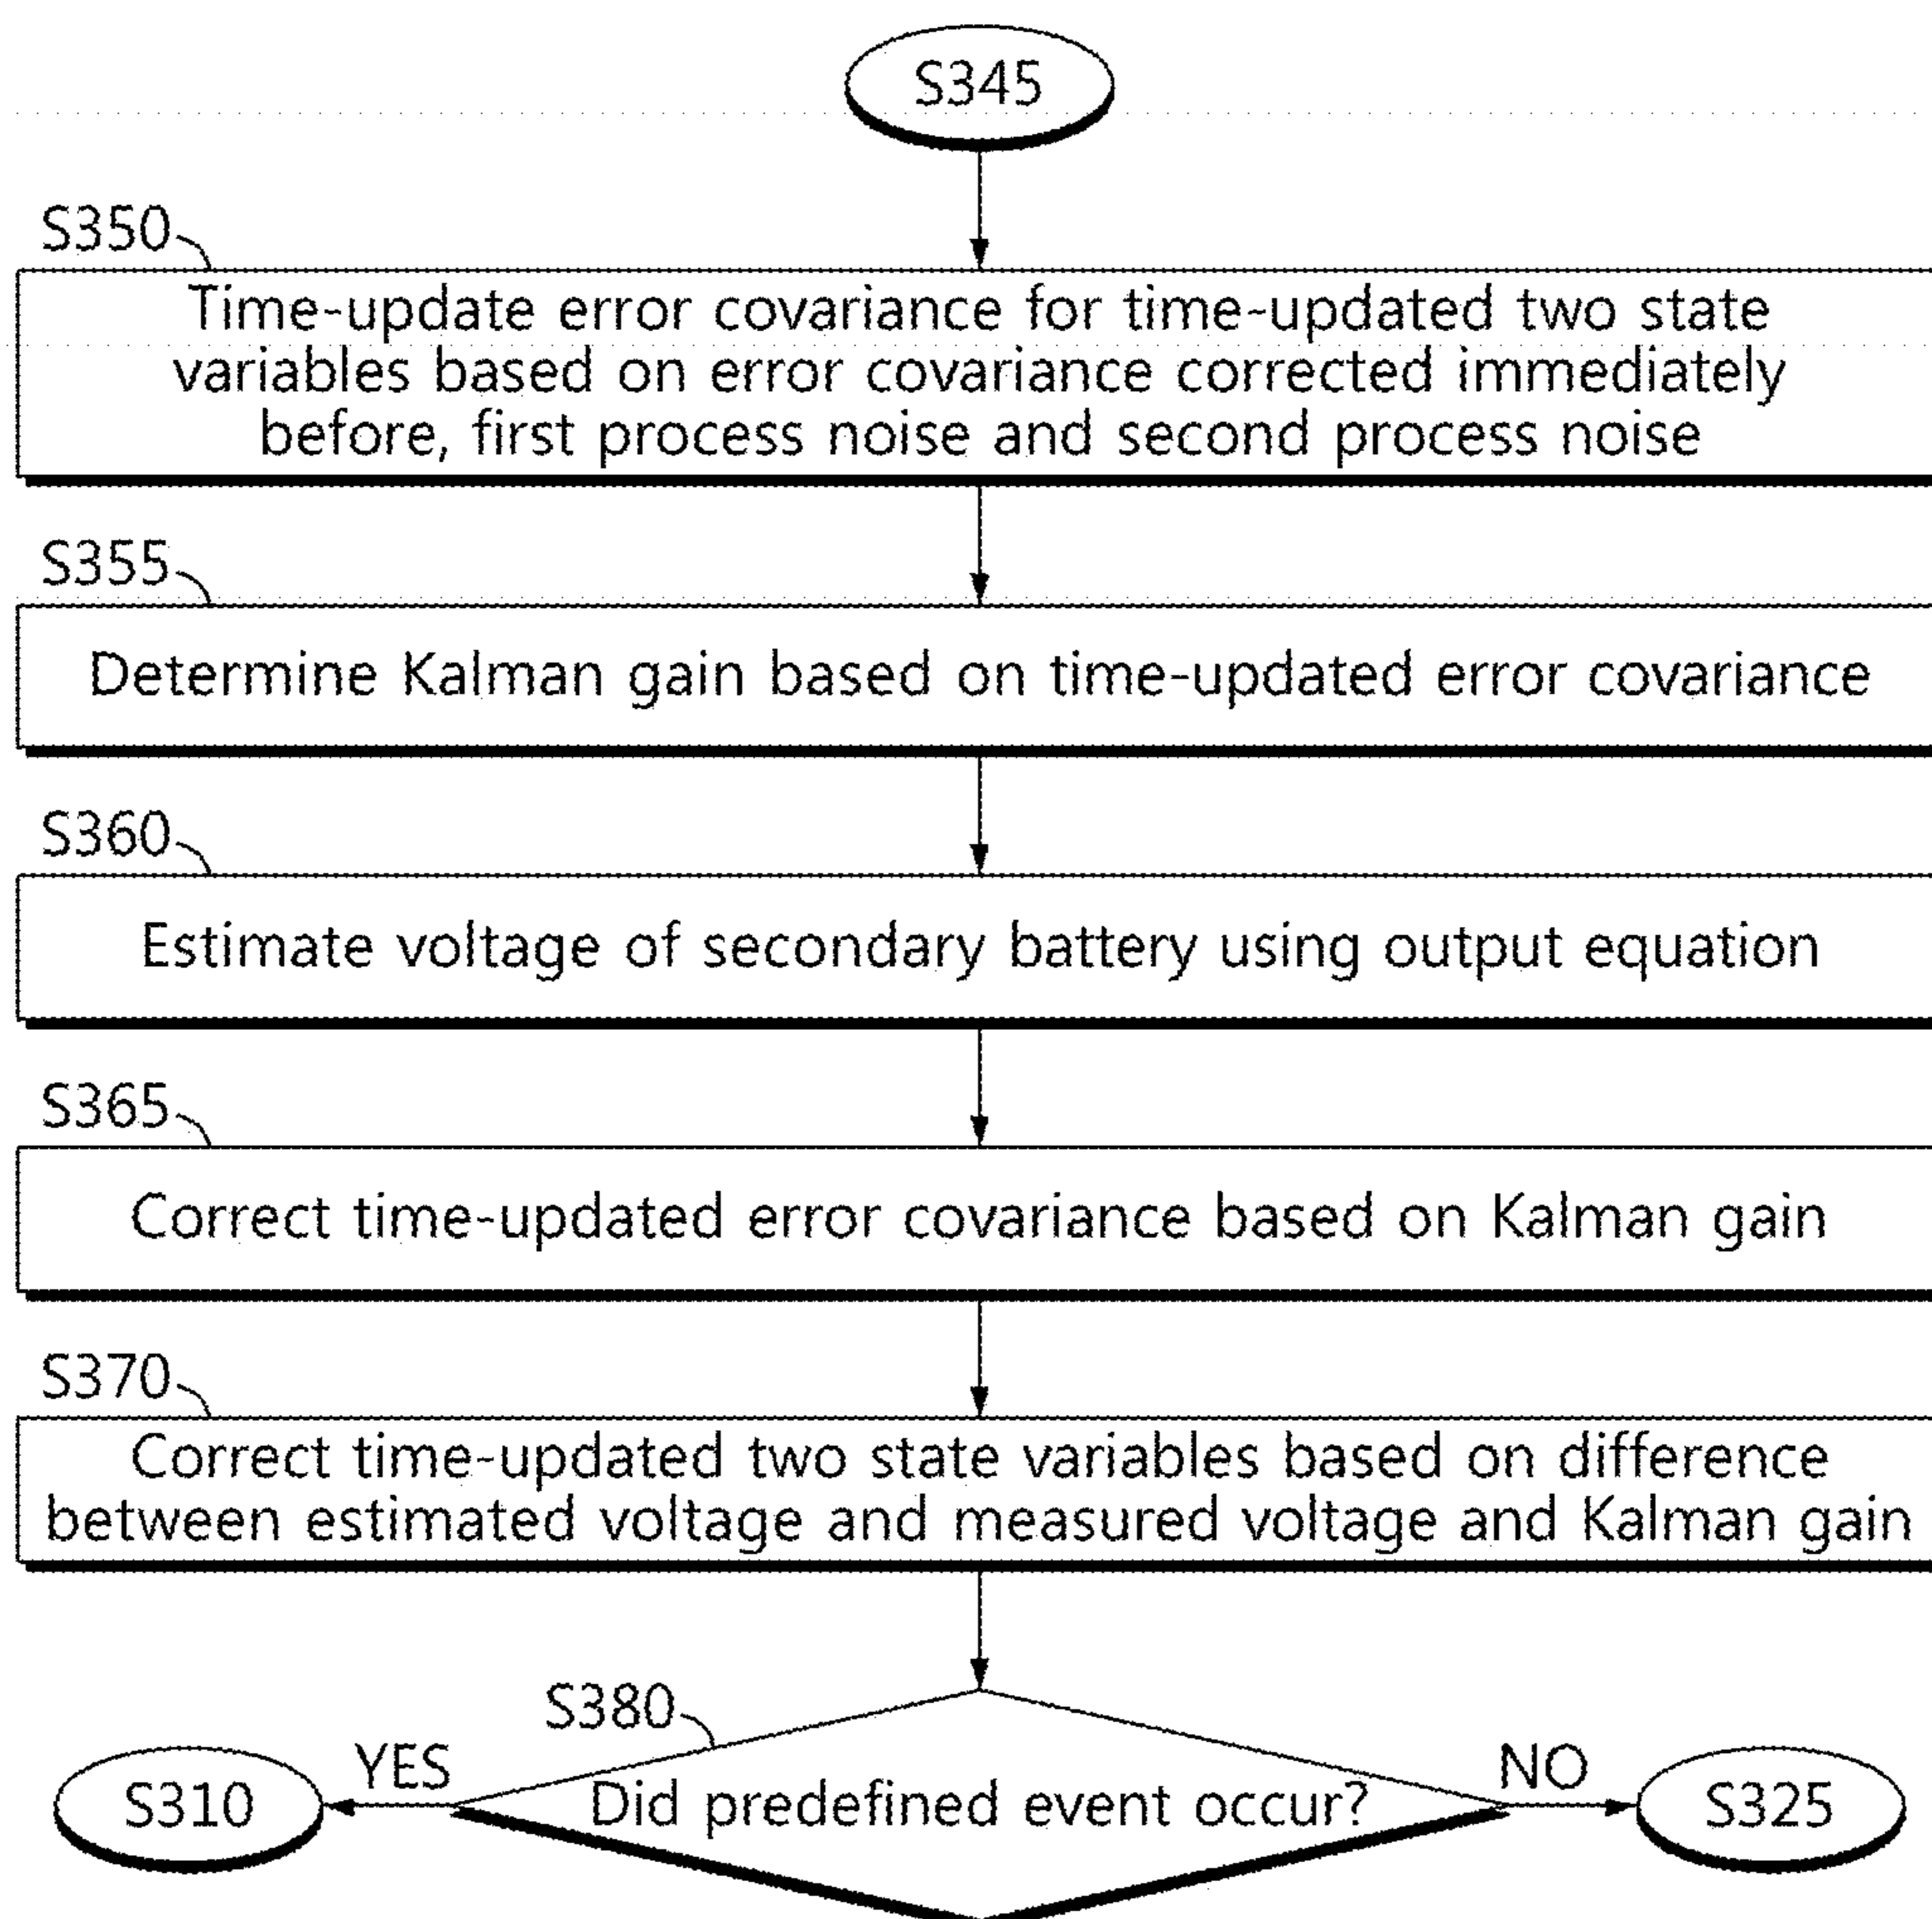 S345
S350
Time-update error covariance for time-updated two state
variables based on error covariance corrected immediately
before, first process noise and second process noise
S355
Determine Kalman gain based on time-updated error covariance
S360
Estimate voltage of secondary battery using output equation
S365
Correct time-updated error covariance based on Kalman gain
S370
Correct time-updated two state variables based on difference
between estimated voltage and measured voltage and Kalman gain
S380
YES
NO
S310
Did predefined event occur?
S325